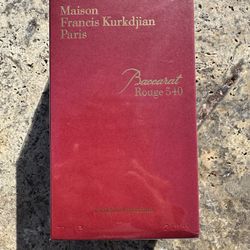 Maison
Francis Kurkdjian
Paris
Baccarat
Rouge 540